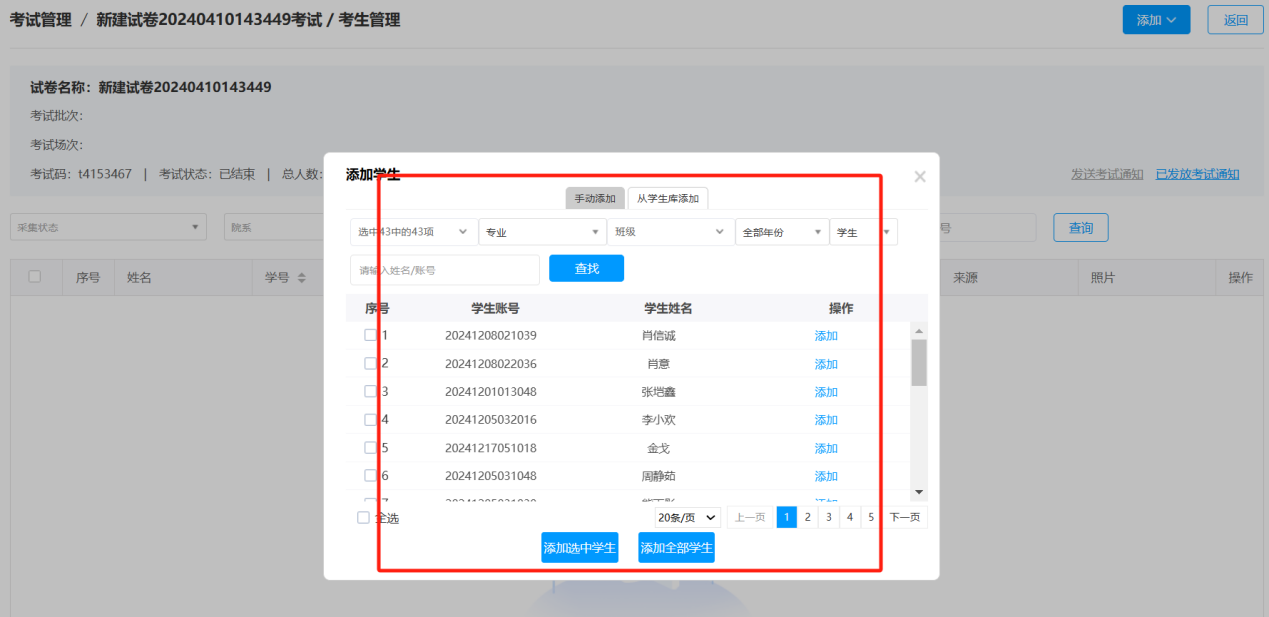 考试管理 / 新建试卷20240410143449考试 / 考生管理
添加
返回
试卷名称：新建试卷20240410143449
考试批次：
考试场次：
考试码：t4153467 | 考试状态：已结束 | 总人数：
发送考试通知 已发放考试通知
采集状态
院系
号
查询
序号 姓名 学号 来源 照片 操作
添加学生
手动添加 从学生库添加
选中43中的43项 专业 班级 全部年份 学生
请输入姓名/账号
查找
序号 学生账号 学生姓名 操作
1 20241208021039 肖信诚 添加
2 20241208022036 肖意 添加
3 20241201013048 张垲鑫 添加
4 20241205032016 李小欢 添加
5 20241217051018 金戈 添加
6 20241205031048 周静茹 添加
全选
20条/页 上一页 1 2 3 4 5 下一页
添加选中学生 添加全部学生